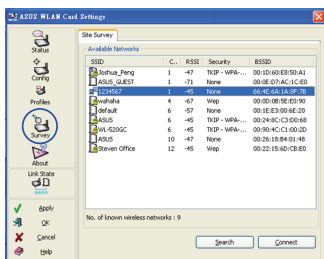 ASUS WLAN Card Settings
Status
Config
Profiles
Survey
About
Link State
Apply
OK
Cancel
Help
Site Survey
Available Networks
SSID C.. RSSI Security BSSID
Joshua_Peng 1 -47 TKIP - WPA-... 00:1D:60:E8:50:A1
ASUS_GUEST 1 -71 None 00:0E:D7:AC:1C:E0
1234567 1 -45 None 66:4E:6A:1A:8F:7B
wahaha 4 -67 Wep 00:0D:0B:5E:E0:90
default 6 -57 None 00:1E:E3:00:6E:20
ASUS 6 -45 TKIP - WPA-... 00:24:8C:C3:D0:68
WL-520GC 6 -45 TKIP - WPA-... 00:90:4C:C1:00:2D
ASUS 10 -47 None 00:26:18:84:01:48
Steven Office 12 -45 Wep 00:22:15:6D:CB:E0
No. of known wireless networks : 9
Search Connect